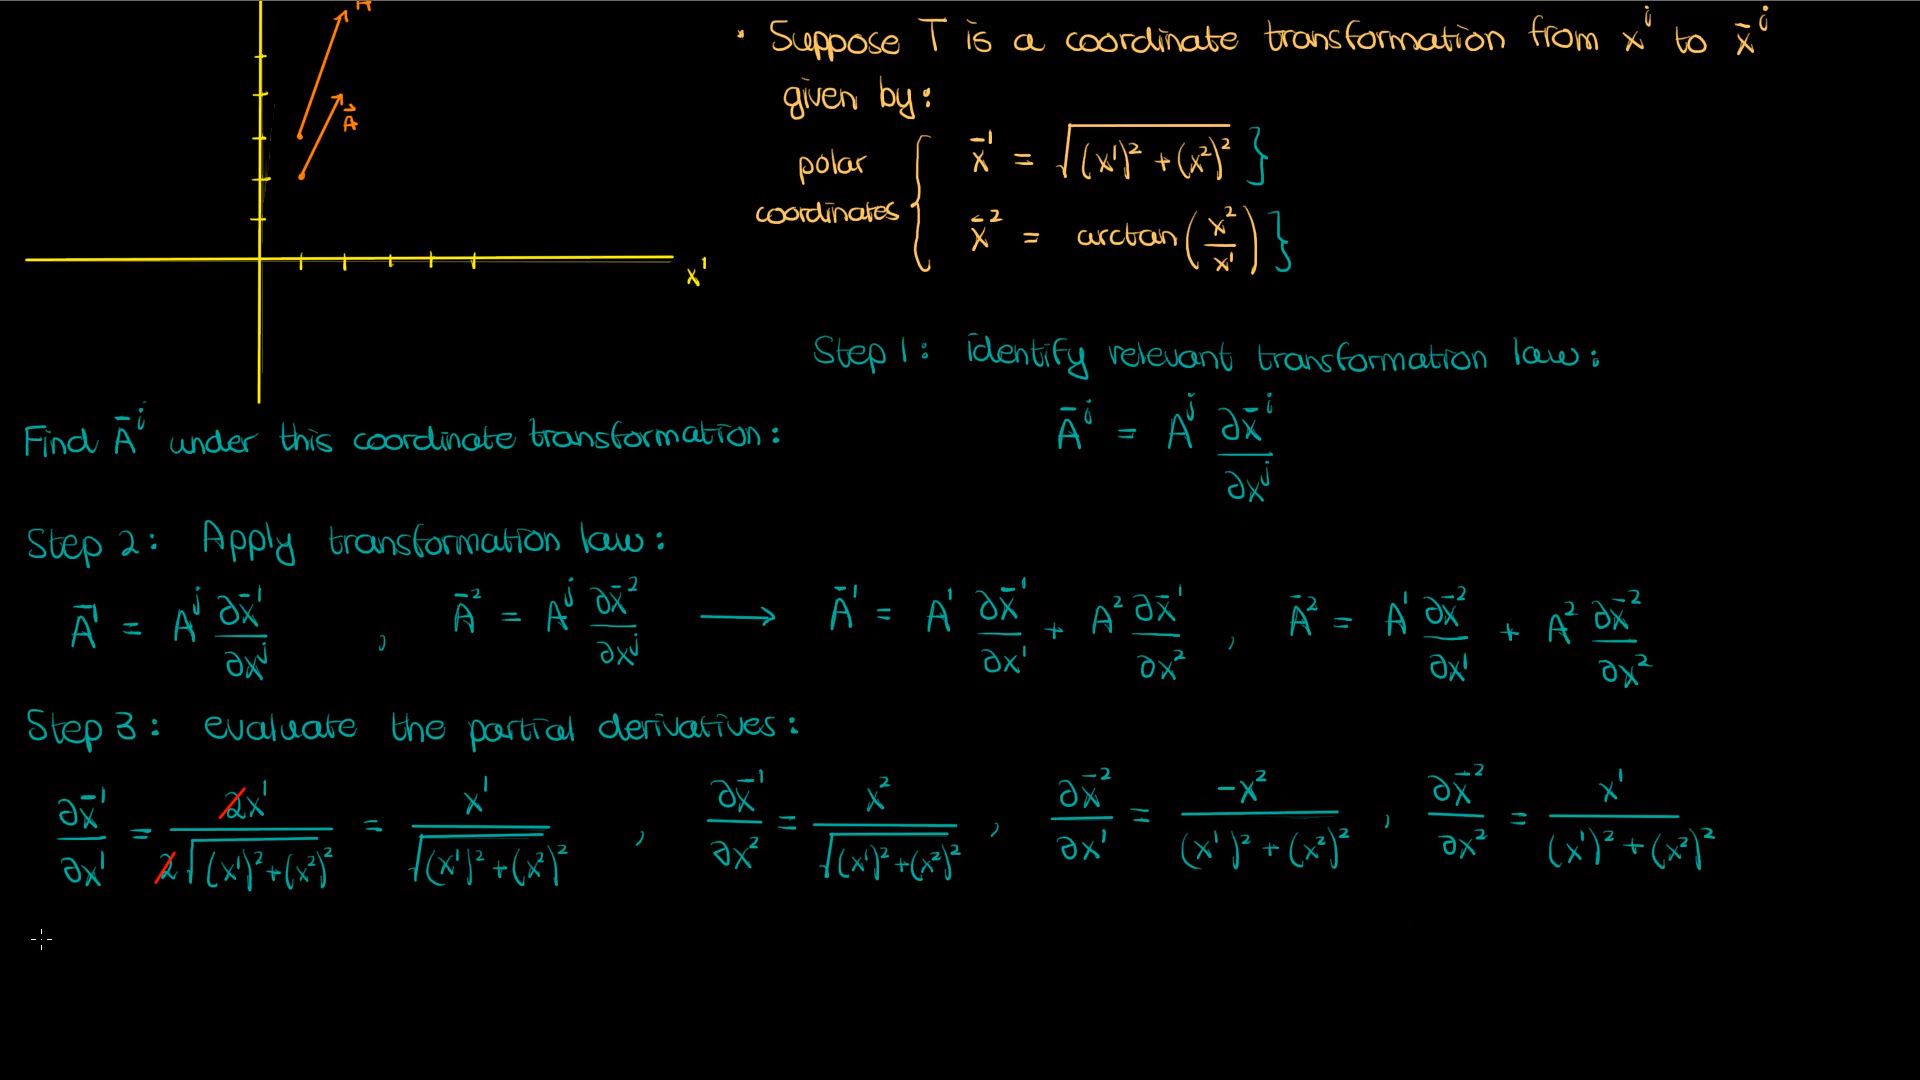 • Suppose T is a coordinate transformation from xʲ to x̄ʲ
given by:
polar coordinates { x̄¹ = √((x¹)² + (x²)²) }
x̄² = arctan(x²/x¹) }
A⃗
x¹
Step 1: identify relevant transformation law:
Āⁱ = Aʲ ∂x̄ⁱ/∂xʲ
Find Āʲ under this coordinate transformation:
Step 2: Apply transformation law:
Ā¹ = Aʲ ∂x̄¹/∂xʲ , Ā² = Aʲ ∂x̄²/∂xʲ ⟶ Ā¹ = A¹ ∂x̄¹/∂x¹ + A² ∂x̄¹/∂x² , Ā² = A¹ ∂x̄²/∂x¹ + A² ∂x̄²/∂x²
Step 3: evaluate the partial derivatives:
∂x̄¹/∂x¹ = 2x¹/2√((x¹)²+(x²)²) = x¹/√((x¹)²+(x²)²) , ∂x̄¹/∂x² = x²/√((x¹)²+(x²)²) , ∂x̄²/∂x¹ = -x²/((x¹)²+(x²)²) , ∂x̄²/∂x² = x¹/((x¹)²+(x²)²)